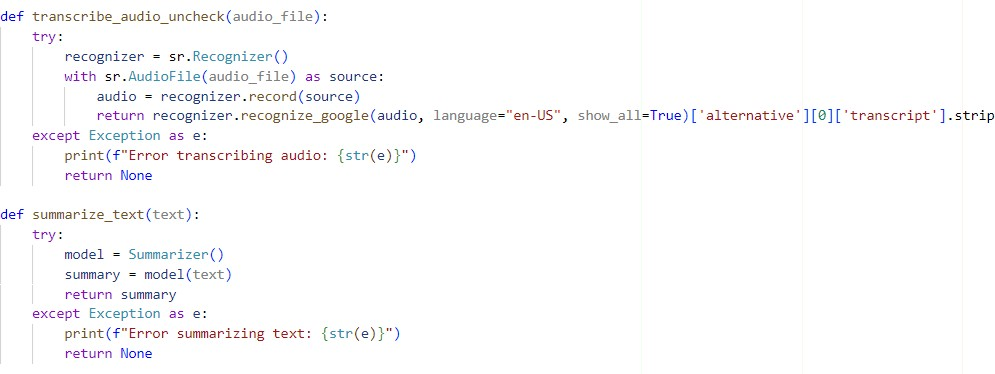 def transcribe_audio_uncheck(audio_file):
    try:
        recognizer = sr.Recognizer()
        with sr.AudioFile(audio_file) as source:
            audio = recognizer.record(source)
            return recognizer.recognize_google(audio, language="en-US", show_all=True)['alternative'][0]['transcript'].strip
    except Exception as e:
        print(f"Error transcribing audio: {str(e)}")
        return None

def summarize_text(text):
    try:
        model = Summarizer()
        summary = model(text)
        return summary
    except Exception as e:
        print(f"Error summarizing text: {str(e)}")
        return None